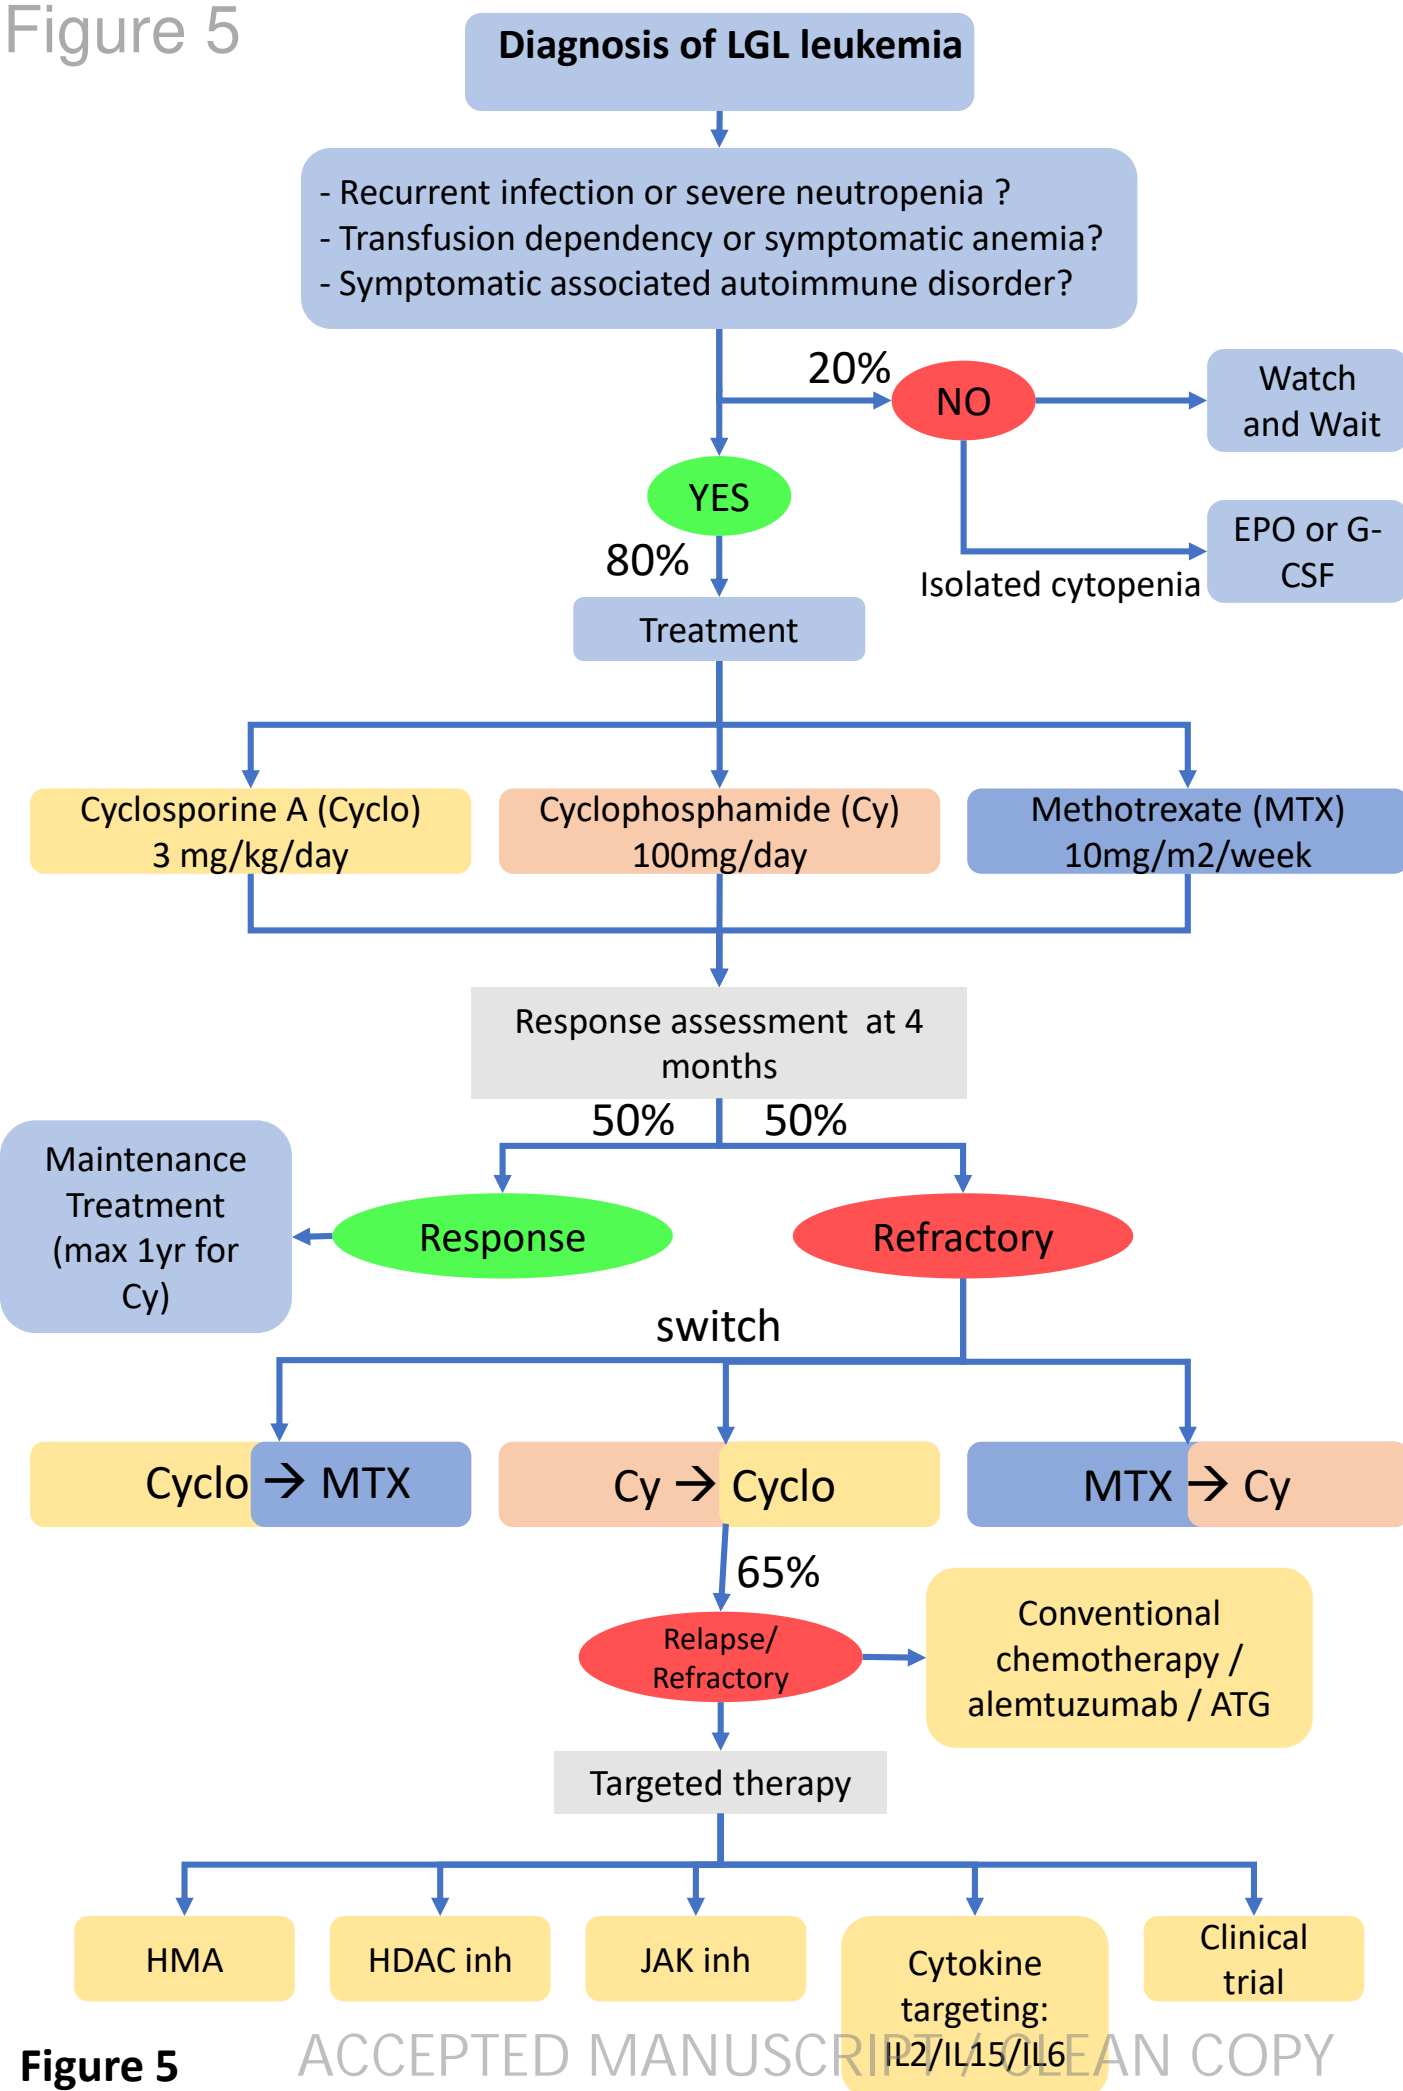 Figure 5
Diagnosis of LGL leukemia
- Recurrent infection or severe neutropenia ?
- Transfusion dependency or symptomatic anemia?
- Symptomatic associated autoimmune disorder?
20%
NO
Watch
and Wait
YES
80%
EPO or G-
CSF
Isolated cytopenia
Treatment
Cyclosporine A (Cyclo)
3 mg/kg/day
Cyclophosphamide (Cy)
100mg/day
Methotrexate (MTX)
10mg/m2/week
Response assessment at 4
months
50%
50%
Maintenance
Treatment
(max 1yr for
Cy)
Response
Refractory
switch
Cyclo → MTX
Cy → Cyclo
MTX → Cy
65%
Relapse/
Refractory
Conventional
chemotherapy /
alemtuzumab / ATG
Targeted therapy
HMA
HDAC inh
JAK inh
Cytokine
targeting:
IL2/IL15/IL6
Clinical
trial
Figure 5
ACCEPTED MANUSCRIPT / CLEAN COPY